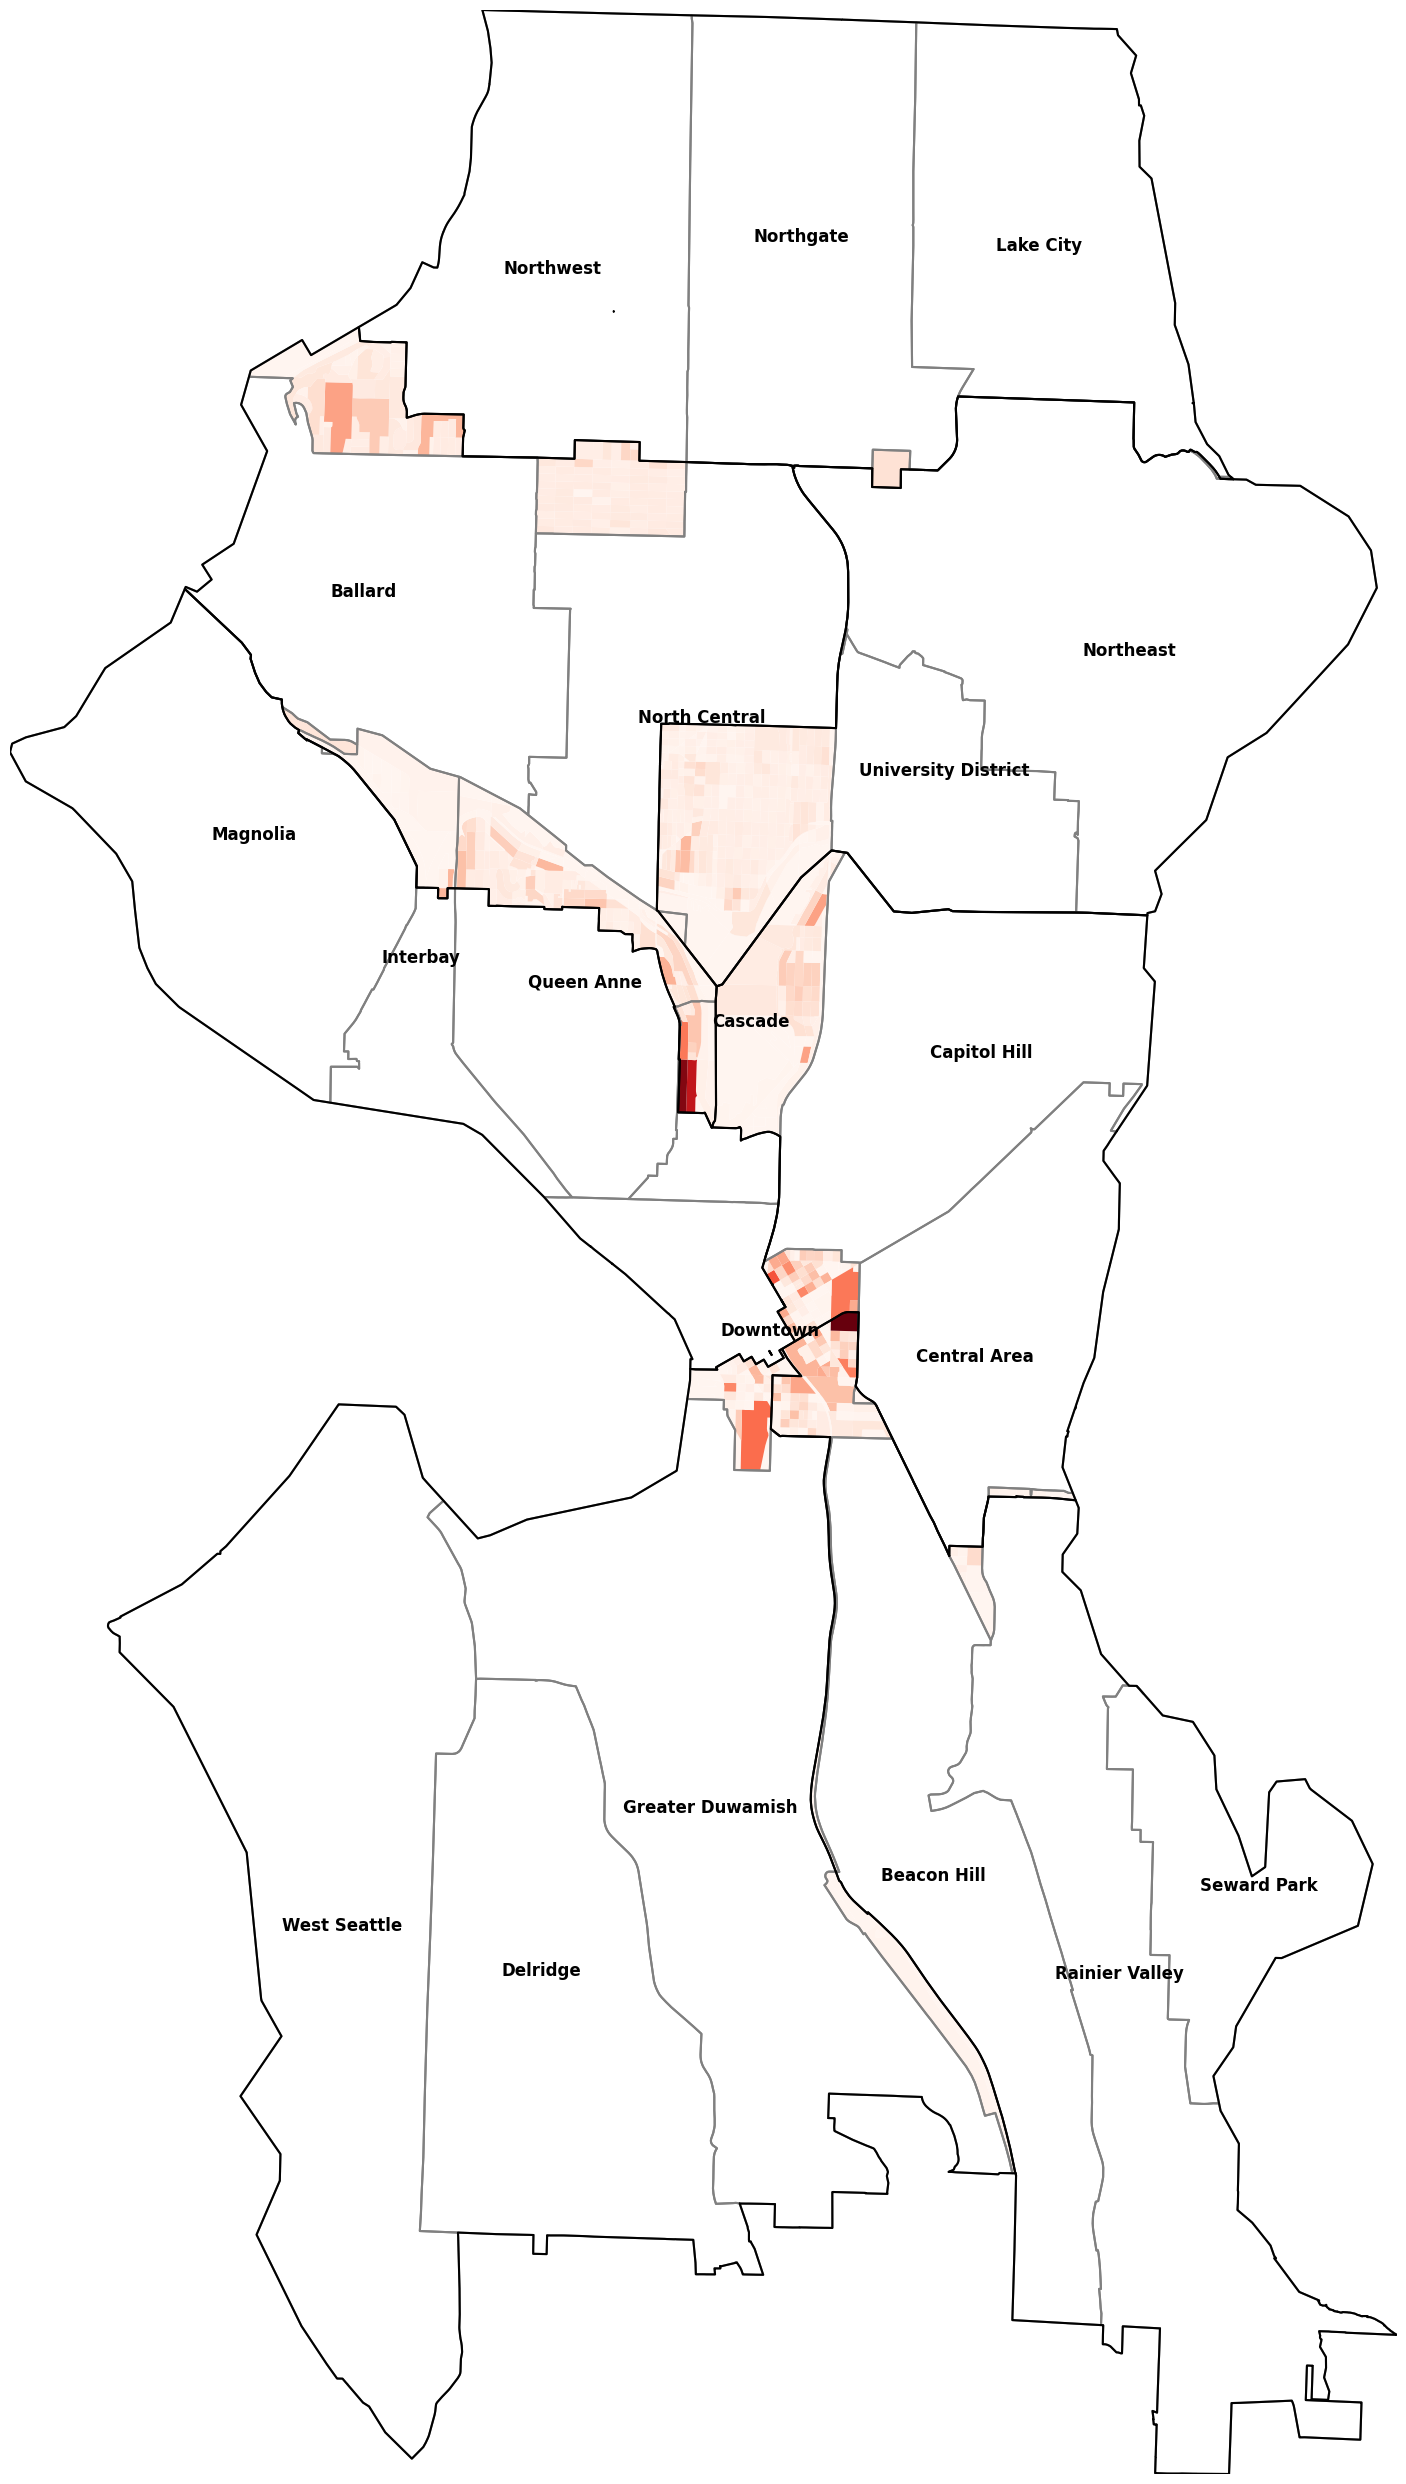 Northgate
Lake City
Northwest
Ballard
Northeast
North Central
University District
Magnolia
Interbay
Queen Anne
Cascade
Capitol Hill
Downtown
Central Area
Greater Duwamish
Beacon Hill
Seward Park
West Seattle
Delridge
Rainier Valley